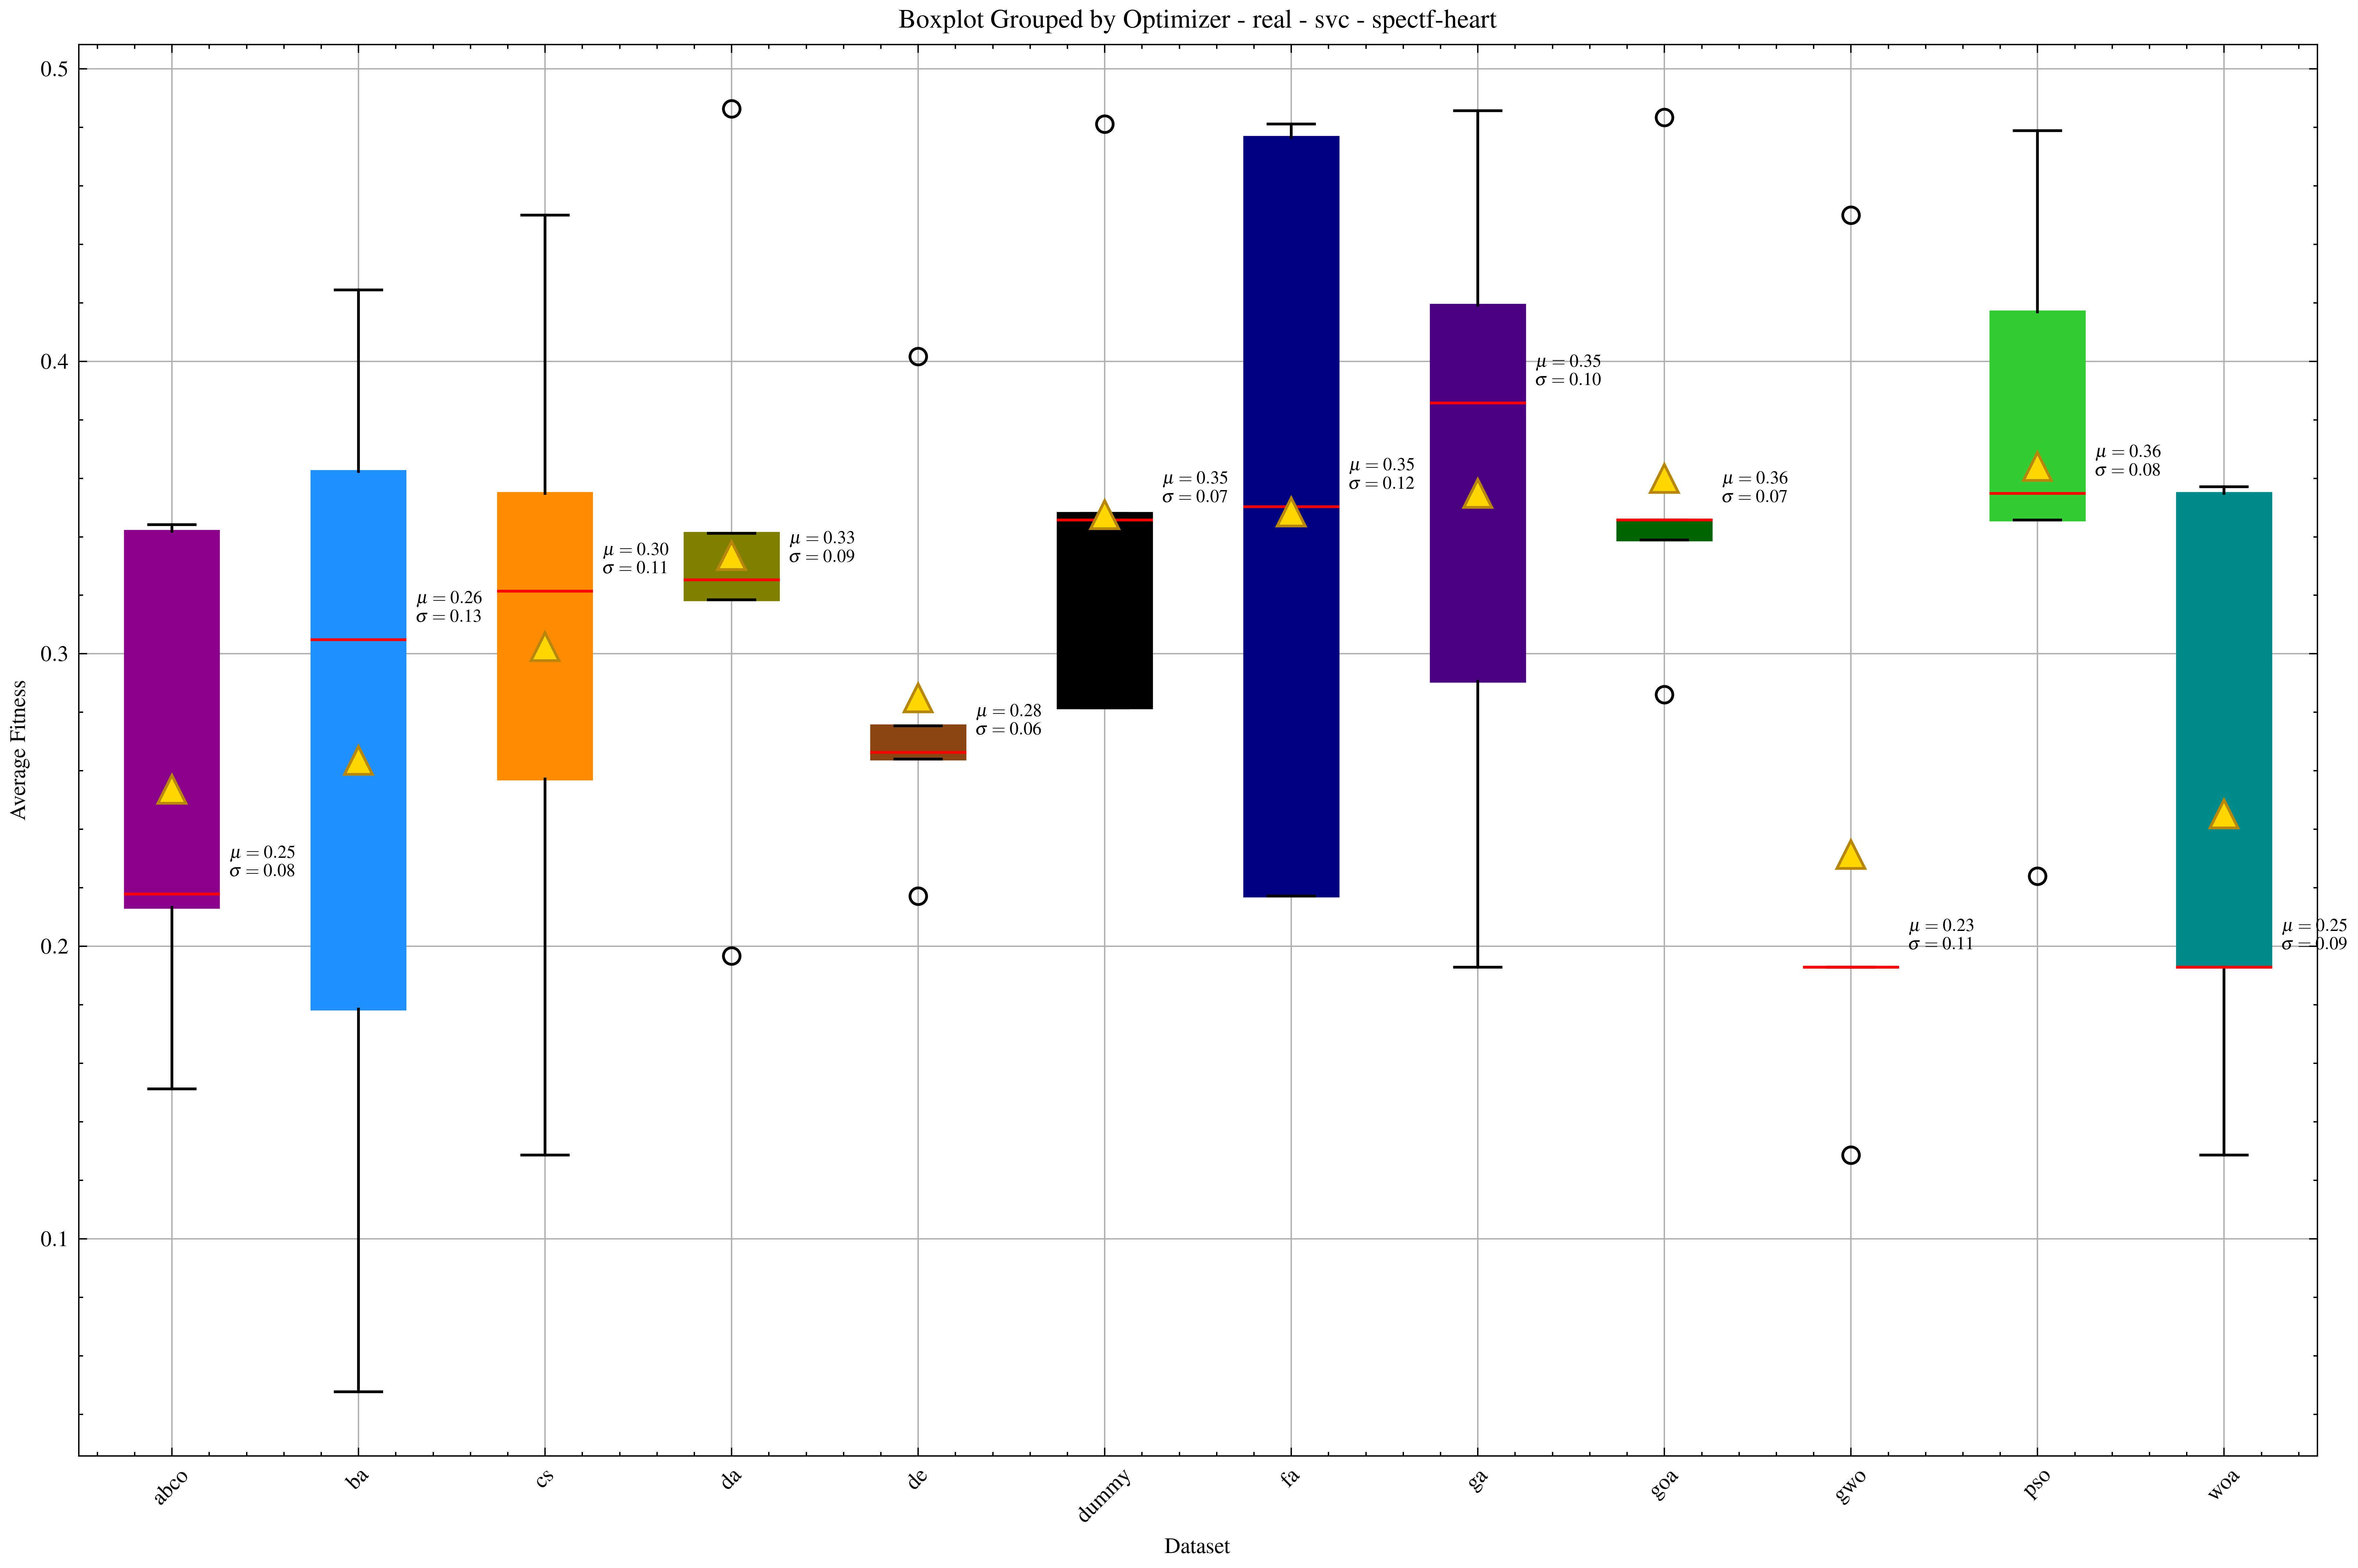 Boxplot Grouped by Optimizer - real - svc - spectf-heart
Average Fitness
0.5
0.4
0.3
0.2
0.1
μ = 0.25
σ = 0.08
μ = 0.26
σ = 0.13
μ = 0.30
σ = 0.11
μ = 0.33
σ = 0.09
μ = 0.28
σ = 0.06
μ = 0.35
σ = 0.07
μ = 0.35
σ = 0.12
μ = 0.35
σ = 0.10
μ = 0.36
σ = 0.07
μ = 0.23
σ = 0.11
μ = 0.36
σ = 0.08
μ = 0.25
σ = 0.09
abco
ba
cs
da
de
dummy
fa
ga
goa
gwo
pso
woa
Dataset